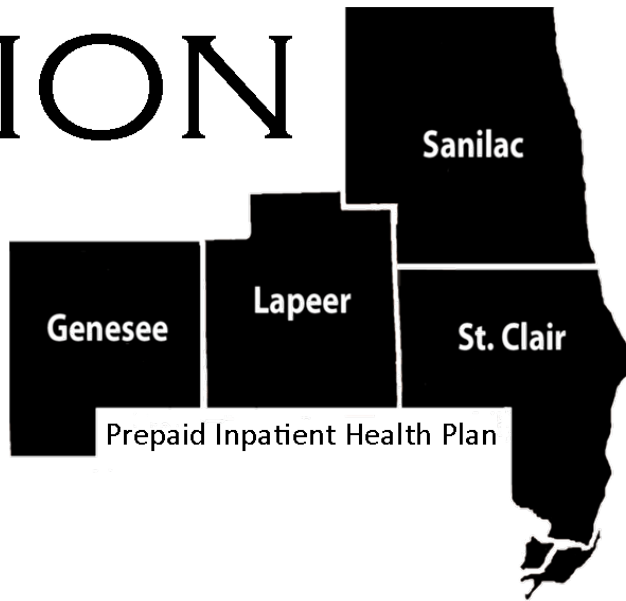 ION
Sanilac
Lapeer
Genesee
St. Clair
Prepaid Inpatient Health Plan